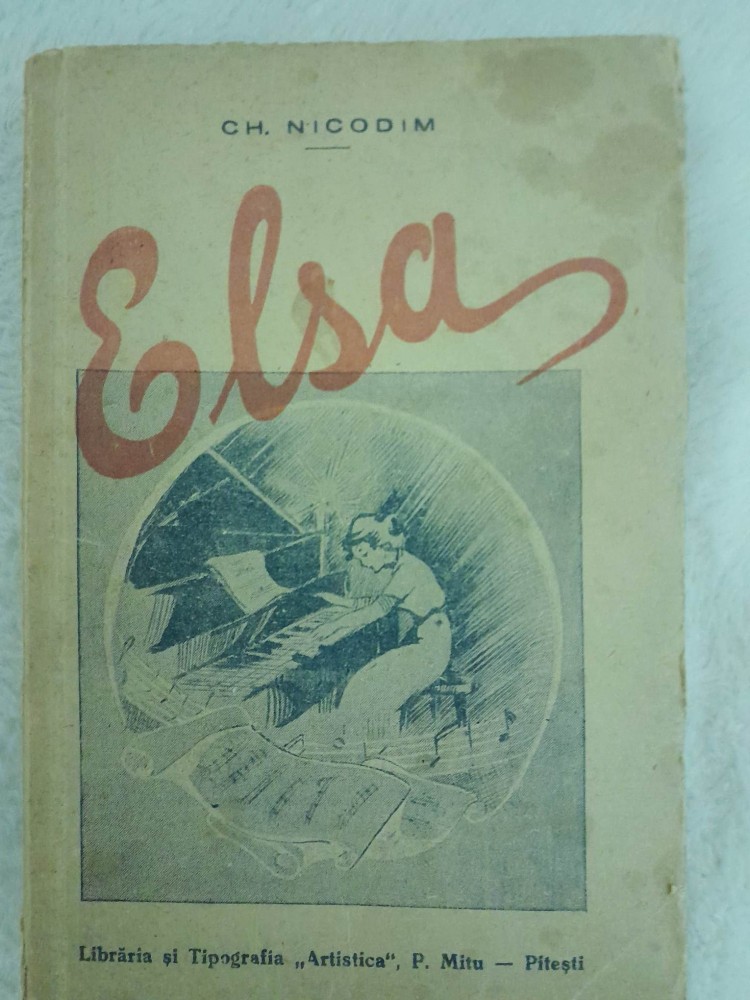 CH. NICODIM
Elsa
Librăria și Tipografia „Artistica“, P. Mitu — Pitești